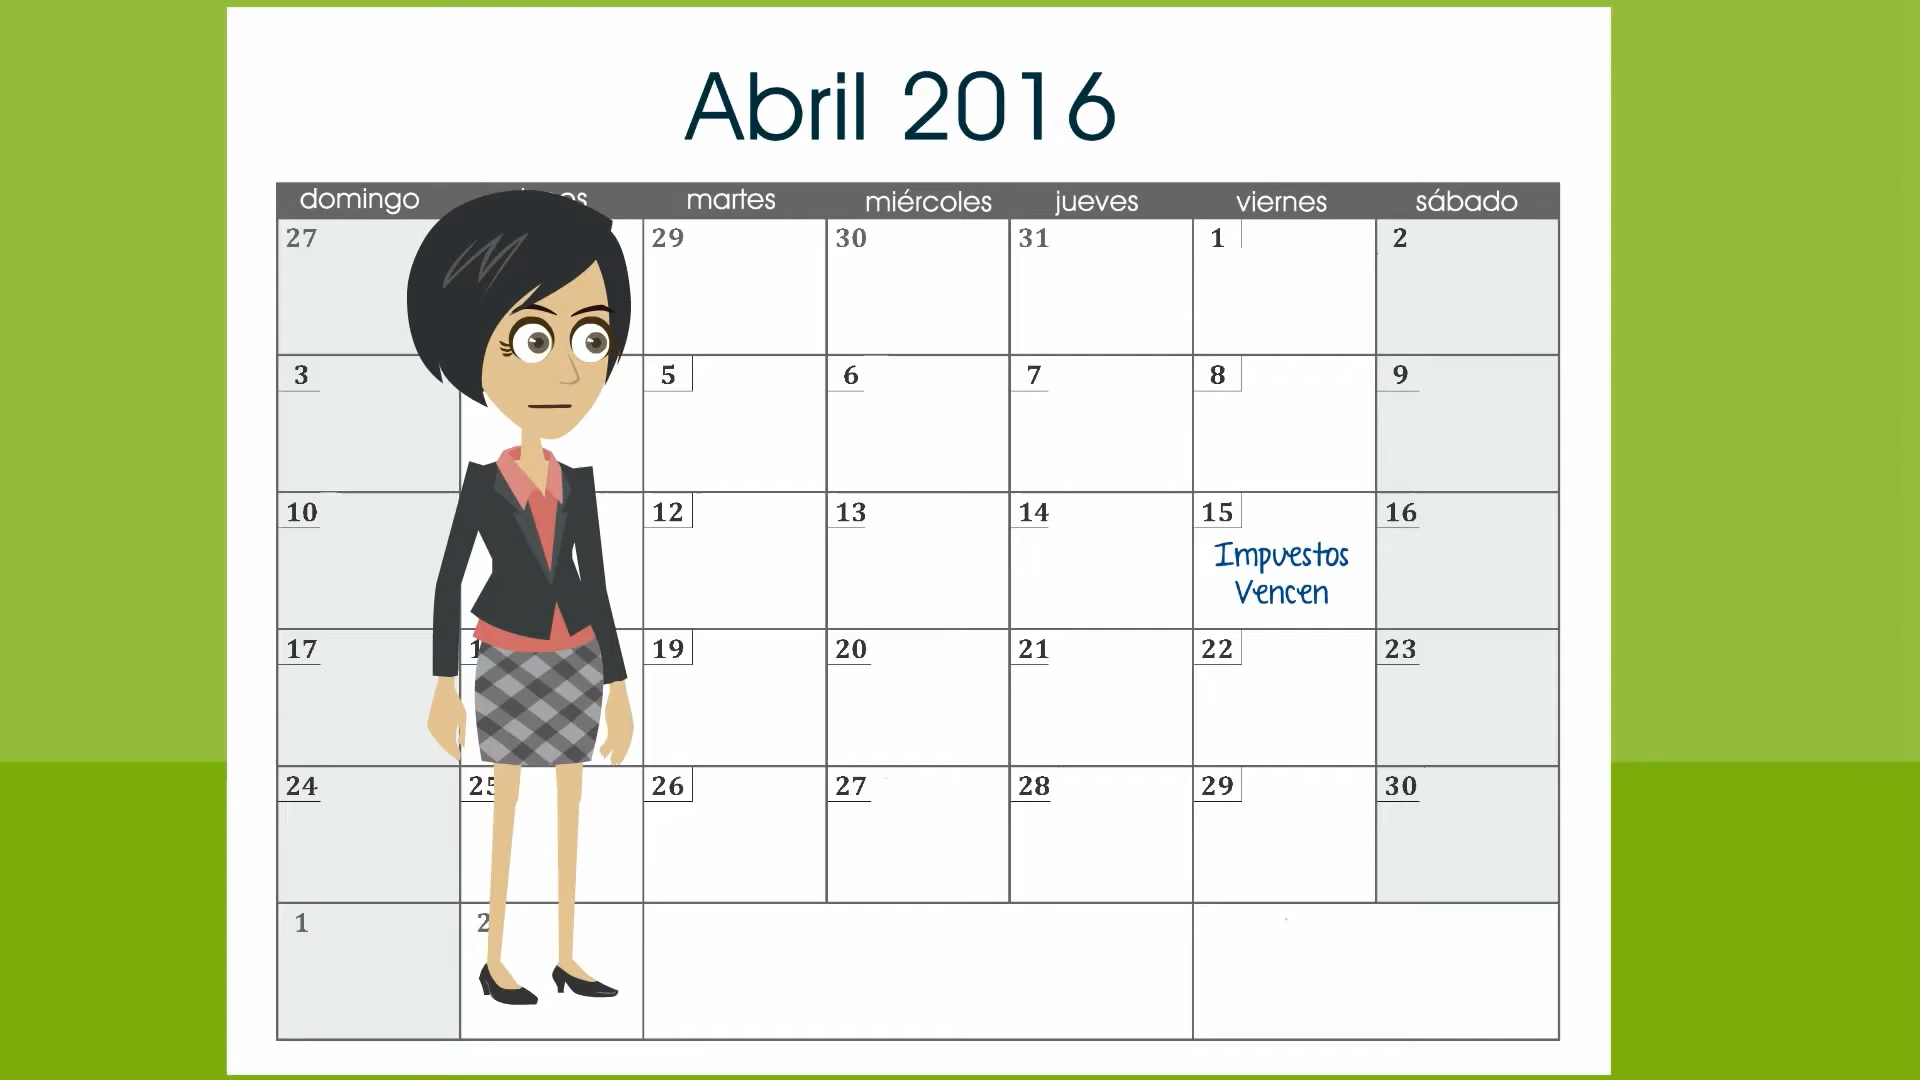 Abril 2016
domingo martes miércoles jueves viernes sábado
27 29 30 31 1 2
3 5 6 7 8 9
10 12 13 14 15 16
Impuestos
Vencen
17 19 20 21 22 23
24 25 26 27 28 29 30
1 2